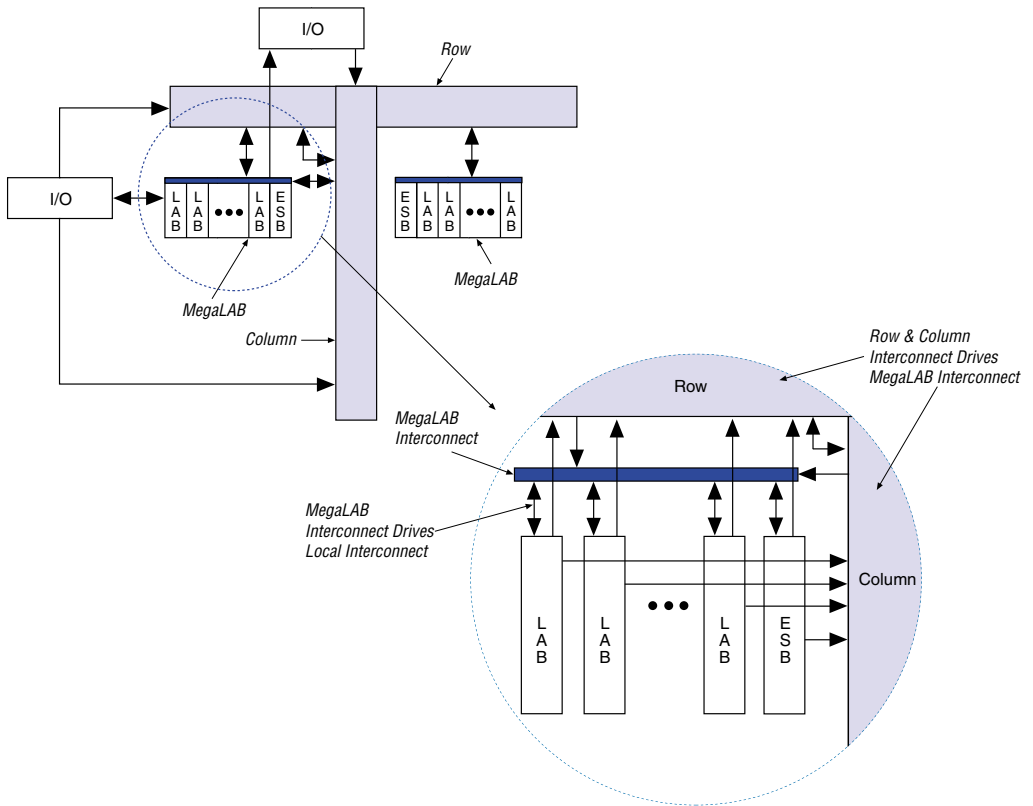 I/O
Row
I/O
L
A
B
L
A
B
•••
L
A
B
E
S
B
E
S
B
L
A
B
L
A
B
•••
L
A
B
MegaLAB
MegaLAB
Column
Row & Column
Interconnect Drives
MegaLAB Interconnect
Row
MegaLAB
Interconnect
MegaLAB
Interconnect Drives
Local Interconnect
Column
•••
L
A
B
L
A
B
L
A
B
E
S
B